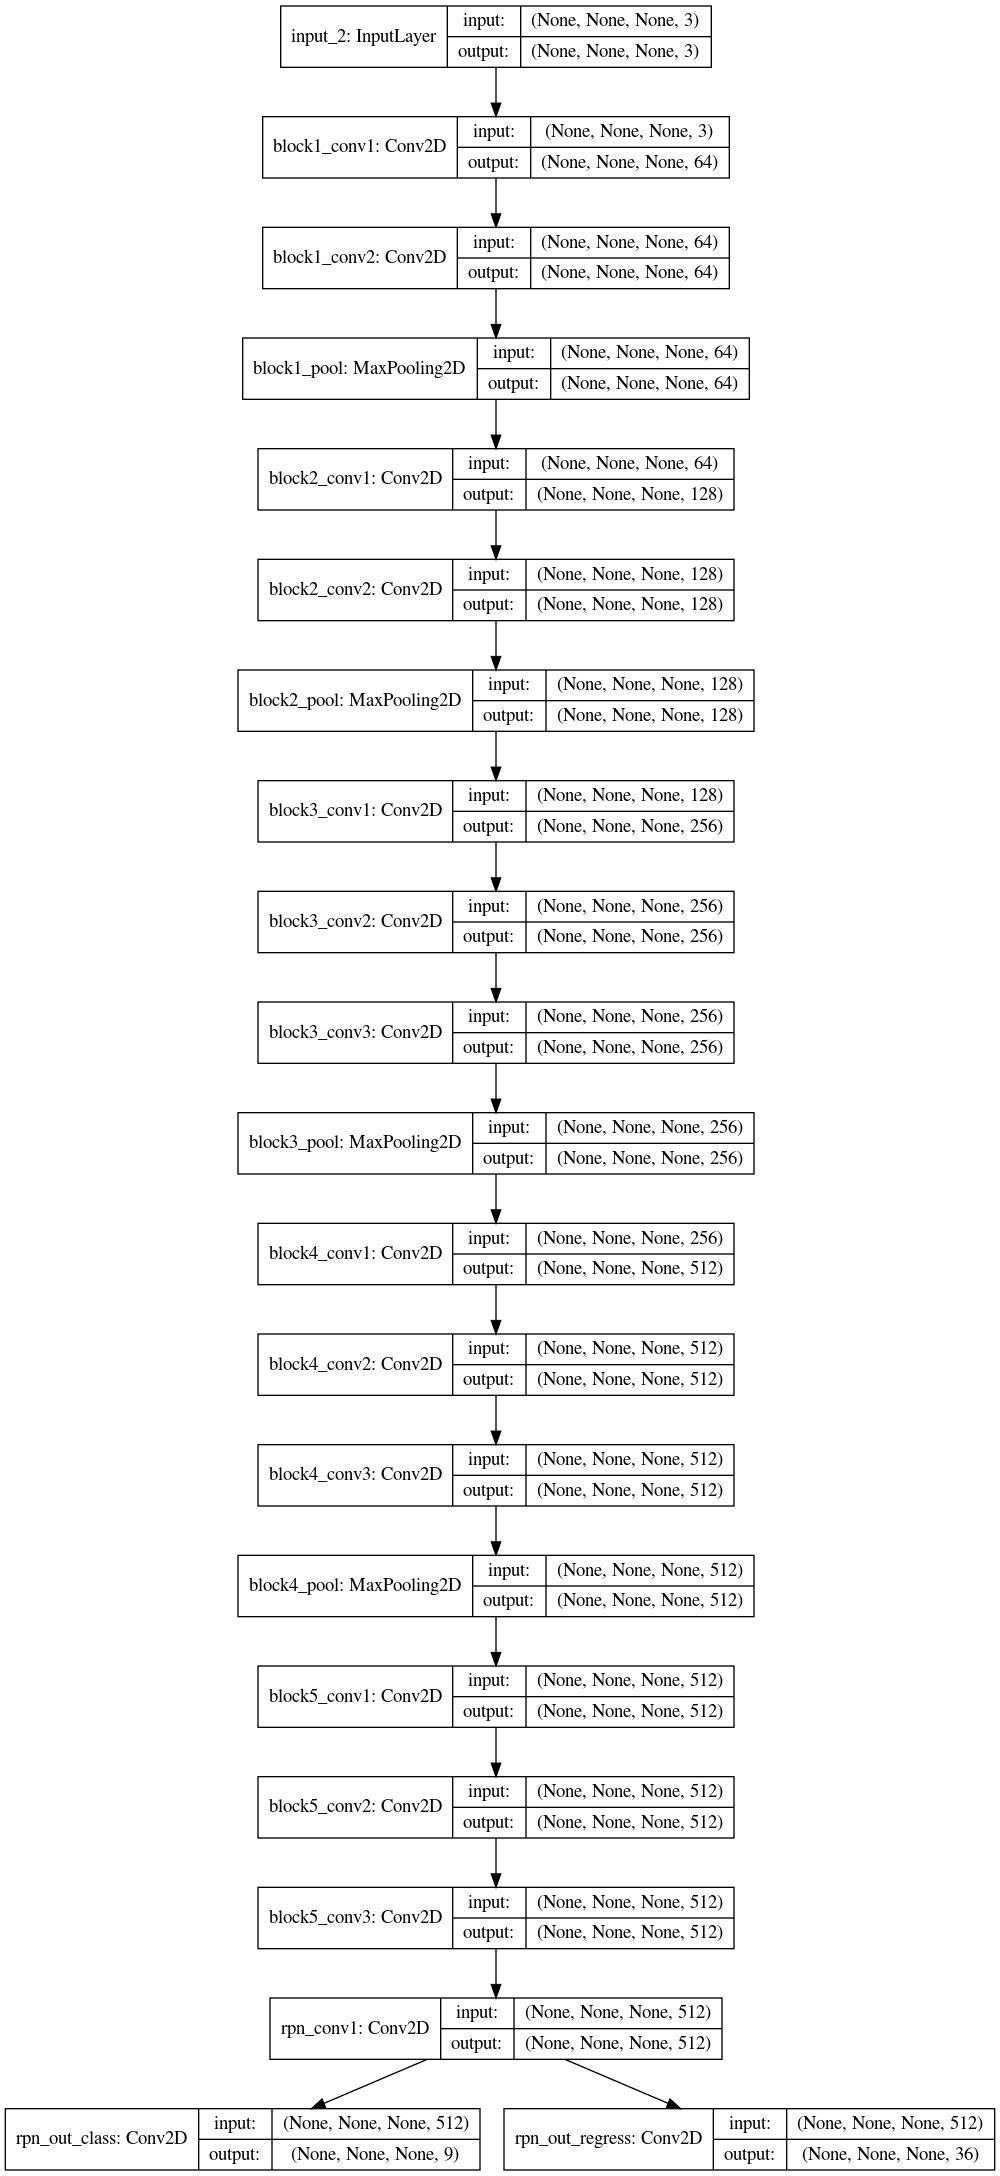 input_2: InputLayer
input: (None, None, None, 3)
output: (None, None, None, 3)
block1_conv1: Conv2D
input: (None, None, None, 3)
output: (None, None, None, 64)
block1_conv2: Conv2D
input: (None, None, None, 64)
output: (None, None, None, 64)
block1_pool: MaxPooling2D
input: (None, None, None, 64)
output: (None, None, None, 64)
block2_conv1: Conv2D
input: (None, None, None, 64)
output: (None, None, None, 128)
block2_conv2: Conv2D
input: (None, None, None, 128)
output: (None, None, None, 128)
block2_pool: MaxPooling2D
input: (None, None, None, 128)
output: (None, None, None, 128)
block3_conv1: Conv2D
input: (None, None, None, 128)
output: (None, None, None, 256)
block3_conv2: Conv2D
input: (None, None, None, 256)
output: (None, None, None, 256)
block3_conv3: Conv2D
input: (None, None, None, 256)
output: (None, None, None, 256)
block3_pool: MaxPooling2D
input: (None, None, None, 256)
output: (None, None, None, 256)
block4_conv1: Conv2D
input: (None, None, None, 256)
output: (None, None, None, 512)
block4_conv2: Conv2D
input: (None, None, None, 512)
output: (None, None, None, 512)
block4_conv3: Conv2D
input: (None, None, None, 512)
output: (None, None, None, 512)
block4_pool: MaxPooling2D
input: (None, None, None, 512)
output: (None, None, None, 512)
block5_conv1: Conv2D
input: (None, None, None, 512)
output: (None, None, None, 512)
block5_conv2: Conv2D
input: (None, None, None, 512)
output: (None, None, None, 512)
block5_conv3: Conv2D
input: (None, None, None, 512)
output: (None, None, None, 512)
rpn_conv1: Conv2D
input: (None, None, None, 512)
output: (None, None, None, 512)
rpn_out_class: Conv2D
input: (None, None, None, 512)
output: (None, None, None, 9)
rpn_out_regress: Conv2D
input: (None, None, None, 512)
output: (None, None, None, 36)